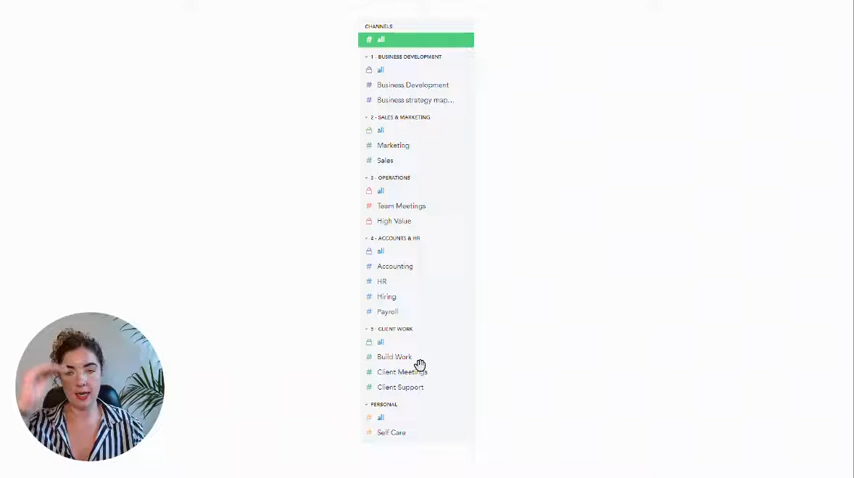 CHANNELS
# all
1 - BUSINESS DEVELOPMENT
all
# Business Development
# Business strategy map...
2 - SALES & MARKETING
all
# Marketing
# Sales
3 - OPERATIONS
all
# Team Meetings
High Value
4 - ACCOUNTS & HR
all
# Accounting
# HR
# Hiring
# Payroll
5 - CLIENT WORK
all
# Build Work
# Client Meetings
# Client Support
PERSONAL
# all
# Self Care